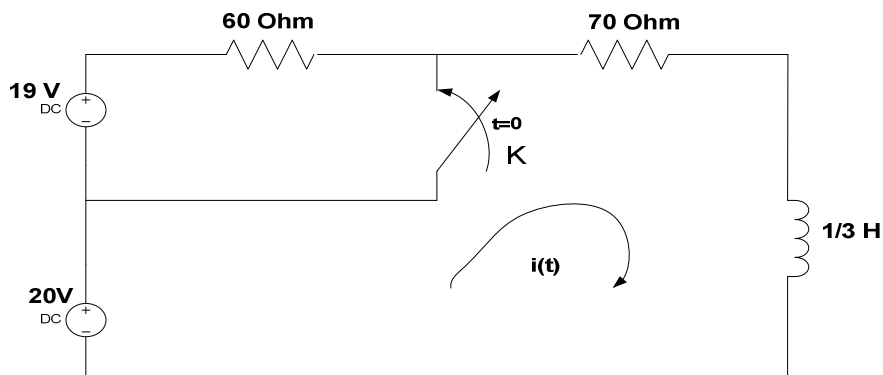 60 Ohm
70 Ohm
19 V
DC
+
−
t=0
K
1/3 H
i(t)
20V
DC
+
−